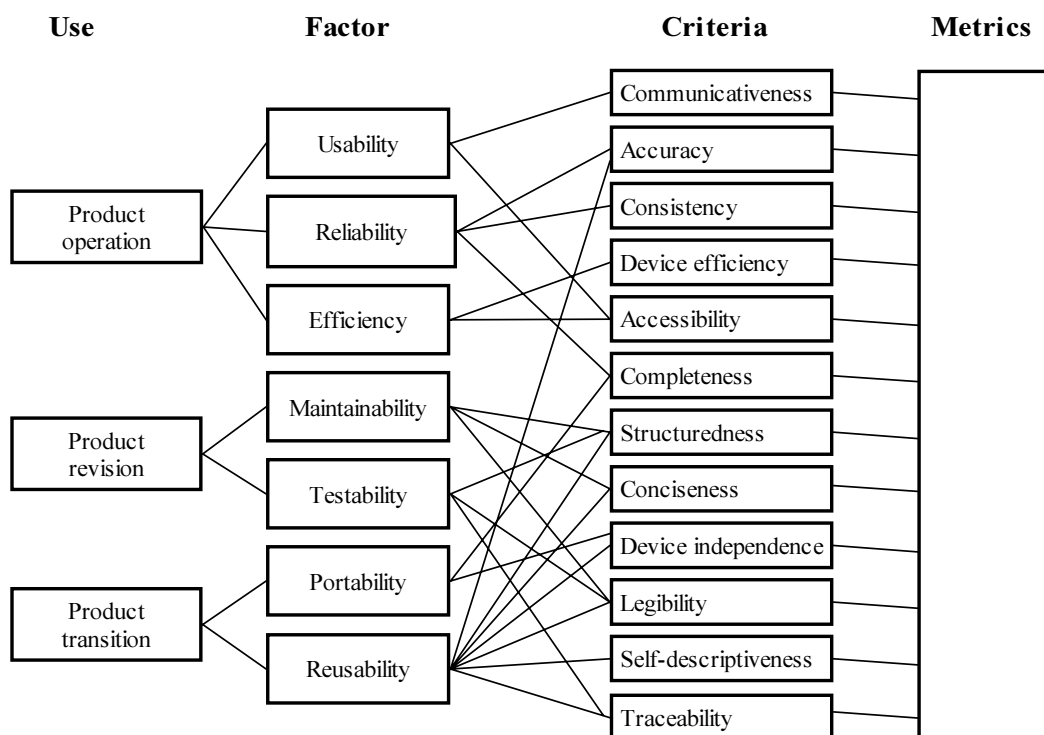 Use
Factor
Criteria
Metrics
Product
operation
Product
revision
Product
transition
Usability
Reliability
Efficiency
Maintainability
Testability
Portability
Reusability
Communicativeness
Accuracy
Consistency
Device efficiency
Accessibility
Completeness
Structuredness
Conciseness
Device independence
Legibility
Self-descriptiveness
Traceability